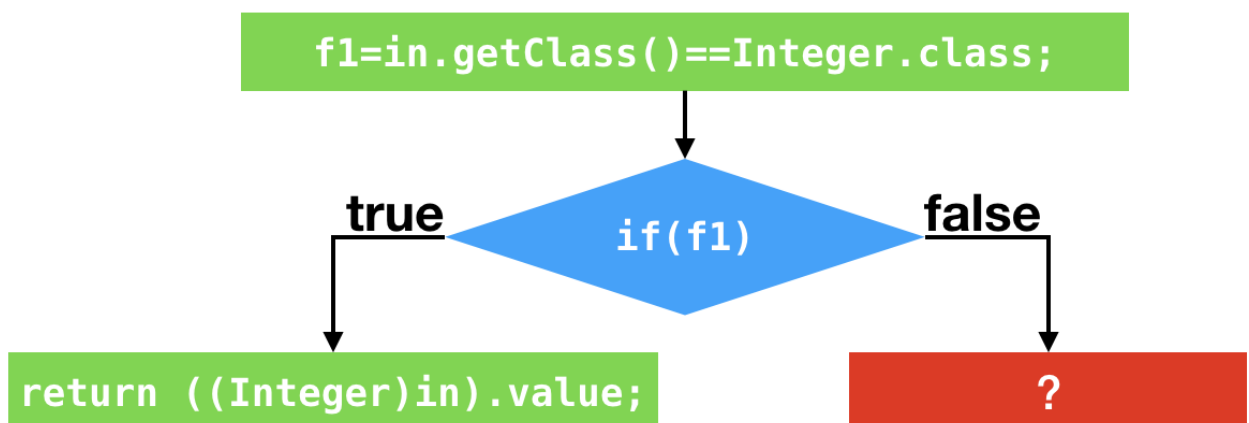 f1=in.getClass()==Integer.class;
true
false
if(f1)
return ((Integer)in).value;
?